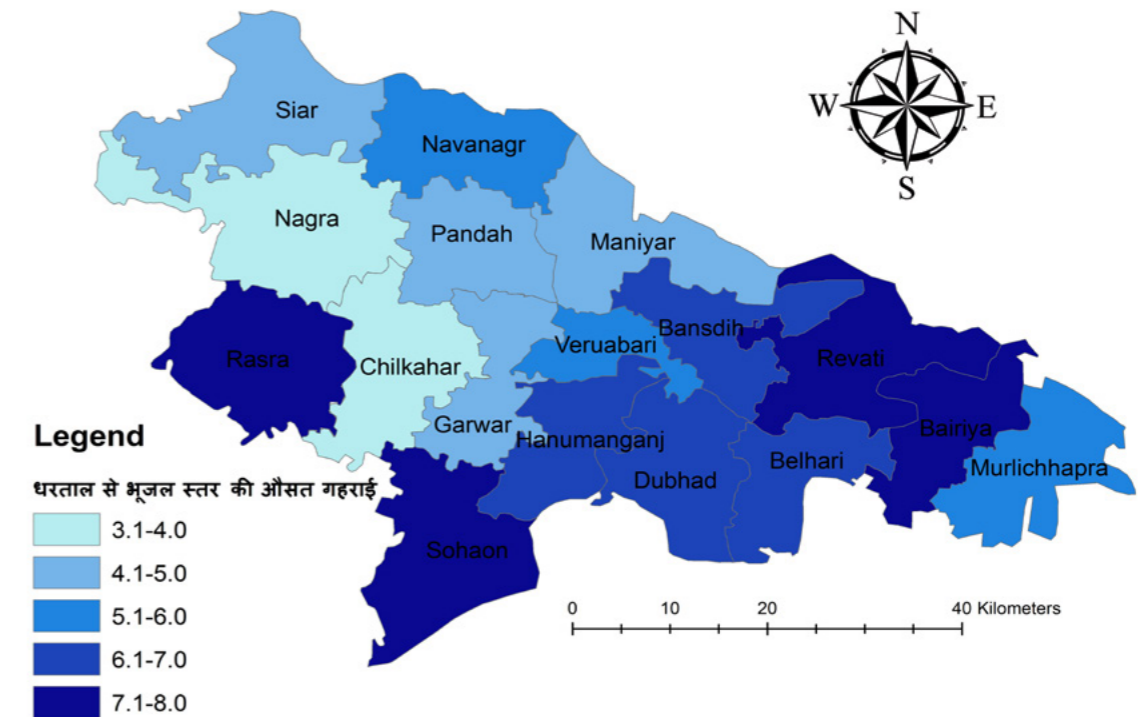 N
W E
S
Siar
Navanagr
Nagra
Pandah
Maniyar
Bansdih
Veruabari
Rasra
Chilkahar
Revati
Garwar
Bairiya
Hanumanganj
Belhari
Murlichhapra
Dubhad
Sohaon
Legend
धरताल से भूजल स्तर की औसत गहराई
3.1-4.0
4.1-5.0
5.1-6.0
6.1-7.0
7.1-8.0
0 10 20 40 Kilometers